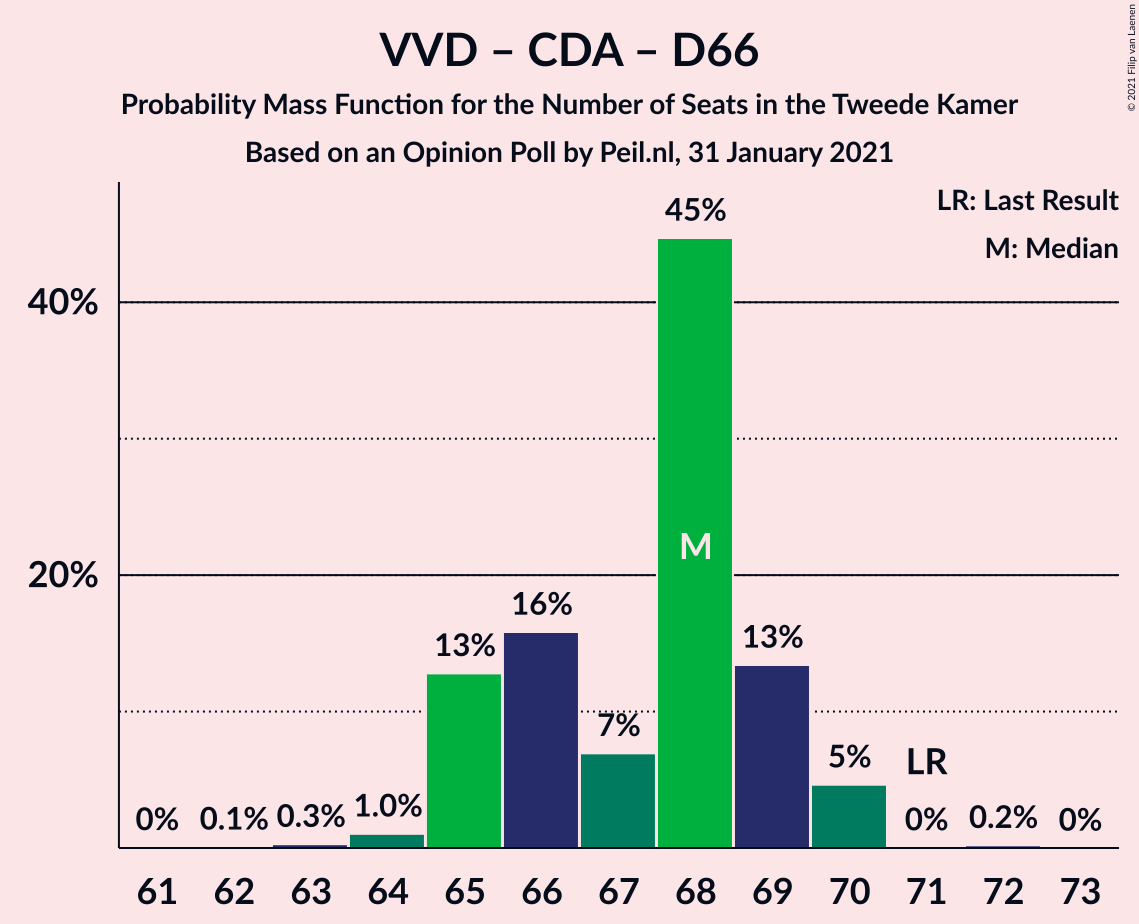 VVD – CDA – D66
Probability Mass Function for the Number of Seats in the Tweede Kamer
Based on an Opinion Poll by Peil.nl, 31 January 2021
© 2021 Filip van Laenen
LR: Last Result
M: Median
40%
20%
0%
0.1%
0.3%
1.0%
13%
16%
7%
45%
M
13%
5%
LR
0%
0.2%
0%
61 62 63 64 65 66 67 68 69 70 71 72 73